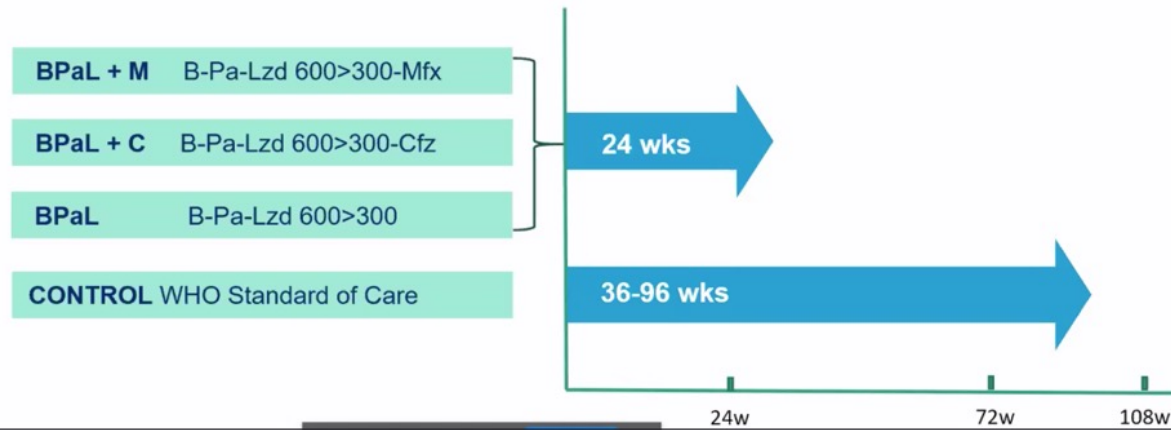 BPaL + M B-Pa-Lzd 600>300-Mfx
BPaL + C B-Pa-Lzd 600>300-Cfz
BPaL B-Pa-Lzd 600>300
CONTROL WHO Standard of Care
24 wks
36-96 wks
24w 72w 108w